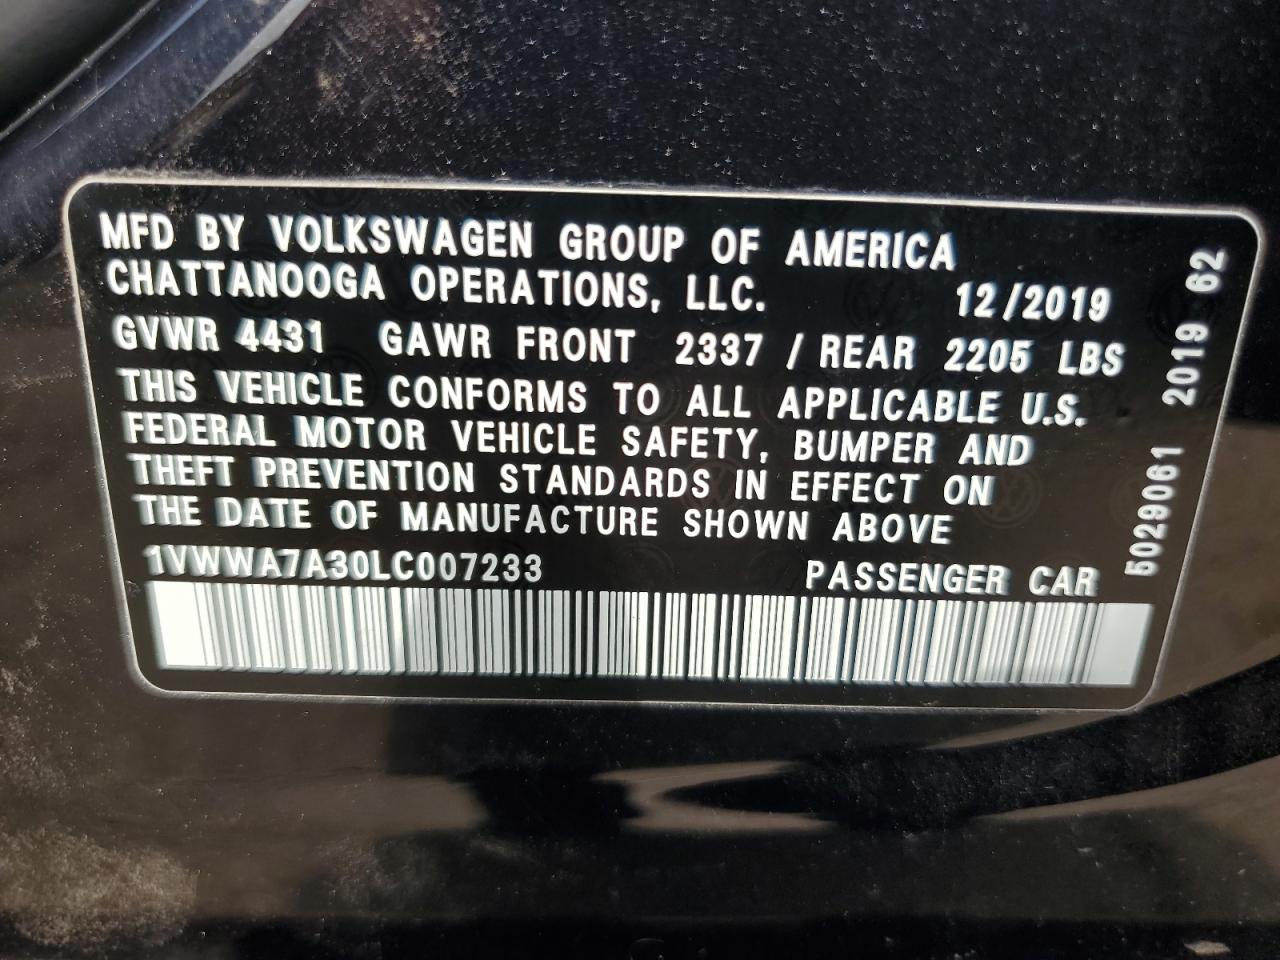 MFD BY VOLKSWAGEN GROUP OF AMERICA
CHATTANOOGA OPERATIONS, LLC. 12/2019
GVWR 4431 GAWR FRONT 2337 / REAR 2205 LBS
THIS VEHICLE CONFORMS TO ALL APPLICABLE U.S.
FEDERAL MOTOR VEHICLE SAFETY, BUMPER AND
THEFT PREVENTION STANDARDS IN EFFECT ON
THE DATE OF MANUFACTURE SHOWN ABOVE
1VWWA7A30LC007233 PASSENGER CAR
5029061 2019 62